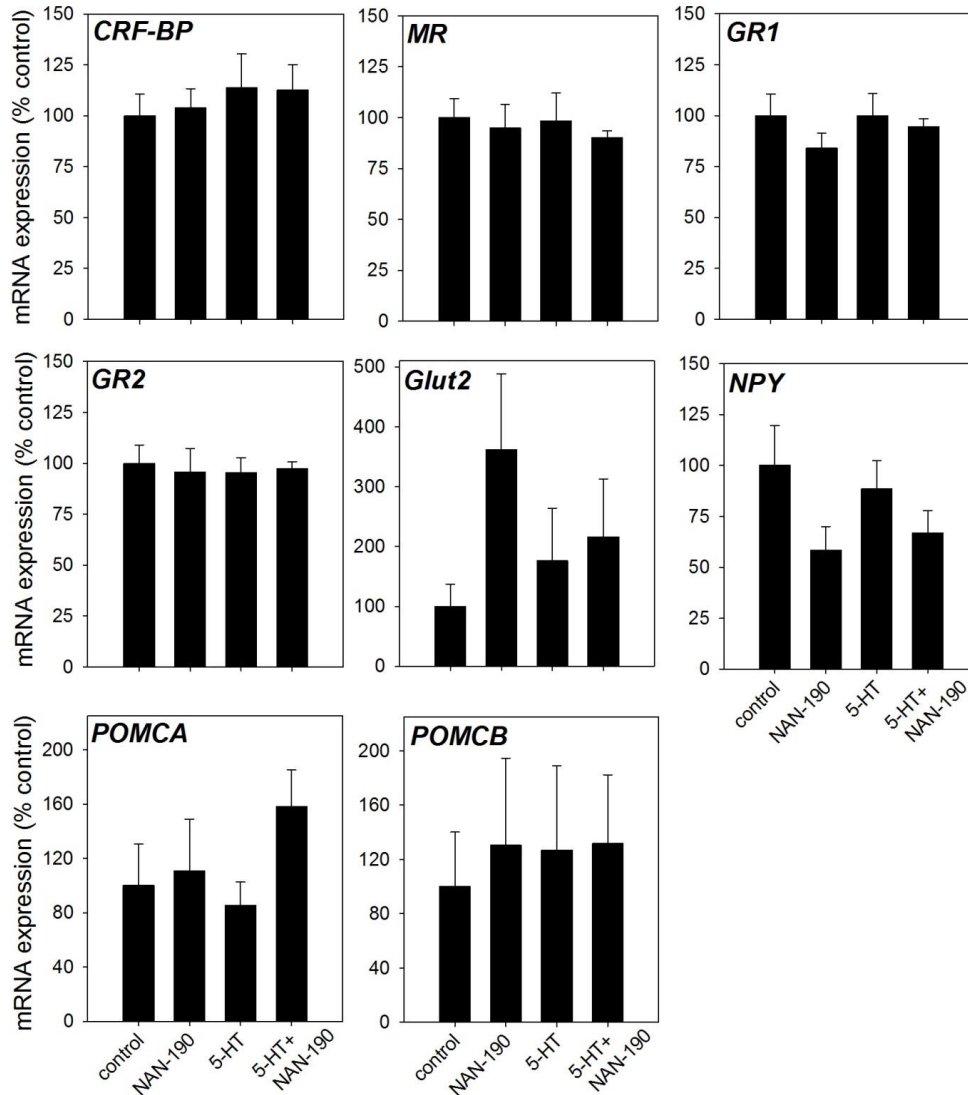 CRF-BP
mRNA expression (% control)
150
125
100
75
50
25
0
MR
150
125
100
75
50
25
0
GR1
150
125
100
75
50
25
0
GR2
mRNA expression (% control)
150
125
100
75
50
25
0
Glut2
500
400
300
200
100
0
NPY
150
125
100
75
50
25
0
control
NAN-190
5-HT
5-HT+
NAN-190
POMCA
mRNA expression (% control)
200
160
120
80
40
0
control
NAN-190
5-HT
5-HT+
NAN-190
POMCB
200
160
120
80
40
0
control
NAN-190
5-HT
5-HT+
NAN-190